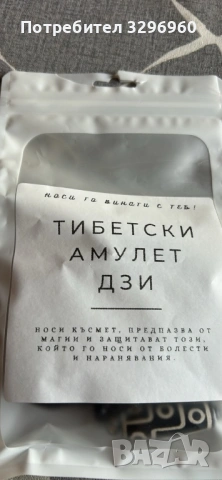 Потребител 3296960
НОСИ ГО ВИНАГИ С ТЕБ!
ТИБЕТСКИ
АМУЛЕТ
ДЗИ
НОСИ КЪСМЕТ, ПРЕДПАЗВА ОТ
МАГИИ И ЗАЩИТАВАТ ТОЗИ,
КОЙТО ГО НОСИ ОТ БОЛЕСТИ
И НАРАНЯВАНИЯ.
bazar